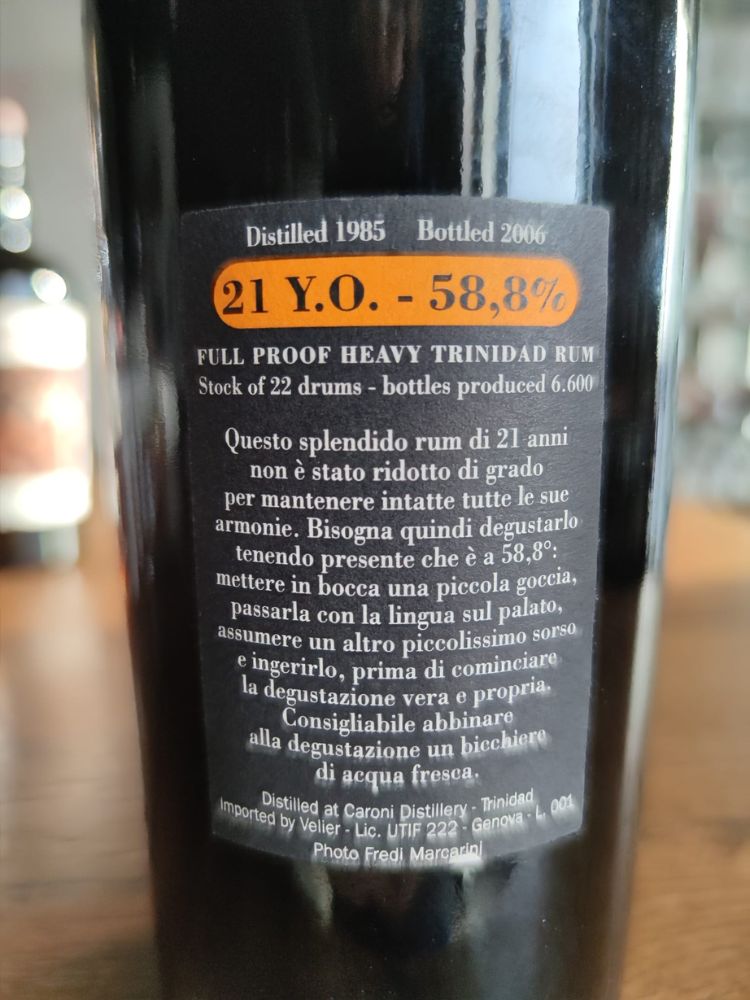 Distilled 1985 Bottled 2006
21 Y.O. - 58,8%
FULL PROOF HEAVY TRINIDAD RUM
Stock of 22 drums - bottles produced 6.600
Questo splendido rum di 21 anni
non è stato ridotto di grado
per mantenere intatte tutte le sue
armonie. Bisogna quindi degustarlo
tenendo presente che è a 58,8°:
mettere in bocca una piccola goccia,
passarla con la lingua sul palato,
assumere un altro piccolissimo sorso
e ingerirlo, prima di cominciare
la degustazione vera e propria.
Consigliabile abbinare
alla degustazione un bicchiere
di acqua fresca.
Distilled at Caroni Distillery - Trinidad
Imported by Velier - Lic. UTIF 222 - Genova - L. 001
Photo Fredi Marcarini